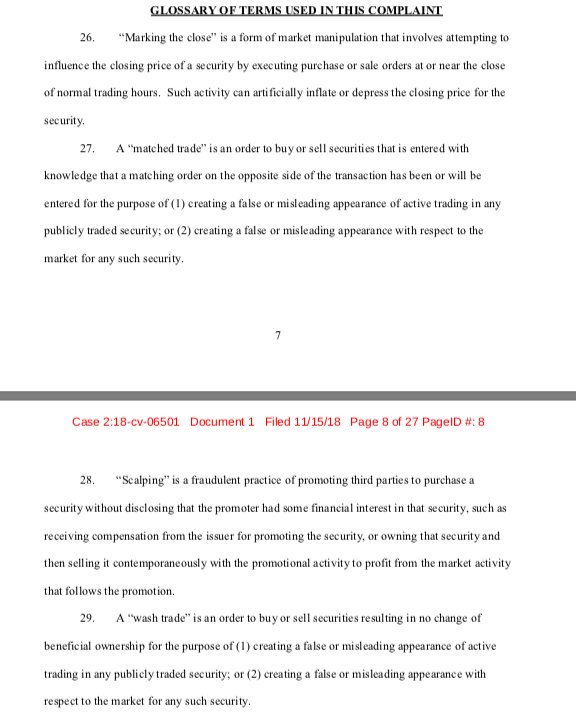 GLOSSARY OF TERMS USED IN THIS COMPLAINT
26. “Marking the close” is a form of market manipulation that involves attempting to
influence the closing price of a security by executing purchase or sale orders at or near the close
of normal trading hours. Such activity can artificially inflate or depress the closing price for the
security.
27. A “matched trade” is an order to buy or sell securities that is entered with
knowledge that a matching order on the opposite side of the transaction has been or will be
entered for the purpose of (1) creating a false or misleading appearance of active trading in any
publicly traded security; or (2) creating a false or misleading appearance with respect to the
market for any such security.
7
Case 2:18-cv-06501 Document 1 Filed 11/15/18 Page 8 of 27 PageID #: 8
28. “Scalping” is a fraudulent practice of promoting third parties to purchase a
security without disclosing that the promoter had some financial interest in that security, such as
receiving compensation from the issuer for promoting the security, or owning that security and
then selling it contemporaneously with the promotional activity to profit from the market activity
that follows the promotion.
29. A “wash trade” is an order to buy or sell securities resulting in no change of
beneficial ownership for the purpose of (1) creating a false or misleading appearance of active
trading in any publicly traded security; or (2) creating a false or misleading appearance with
respect to the market for any such security.